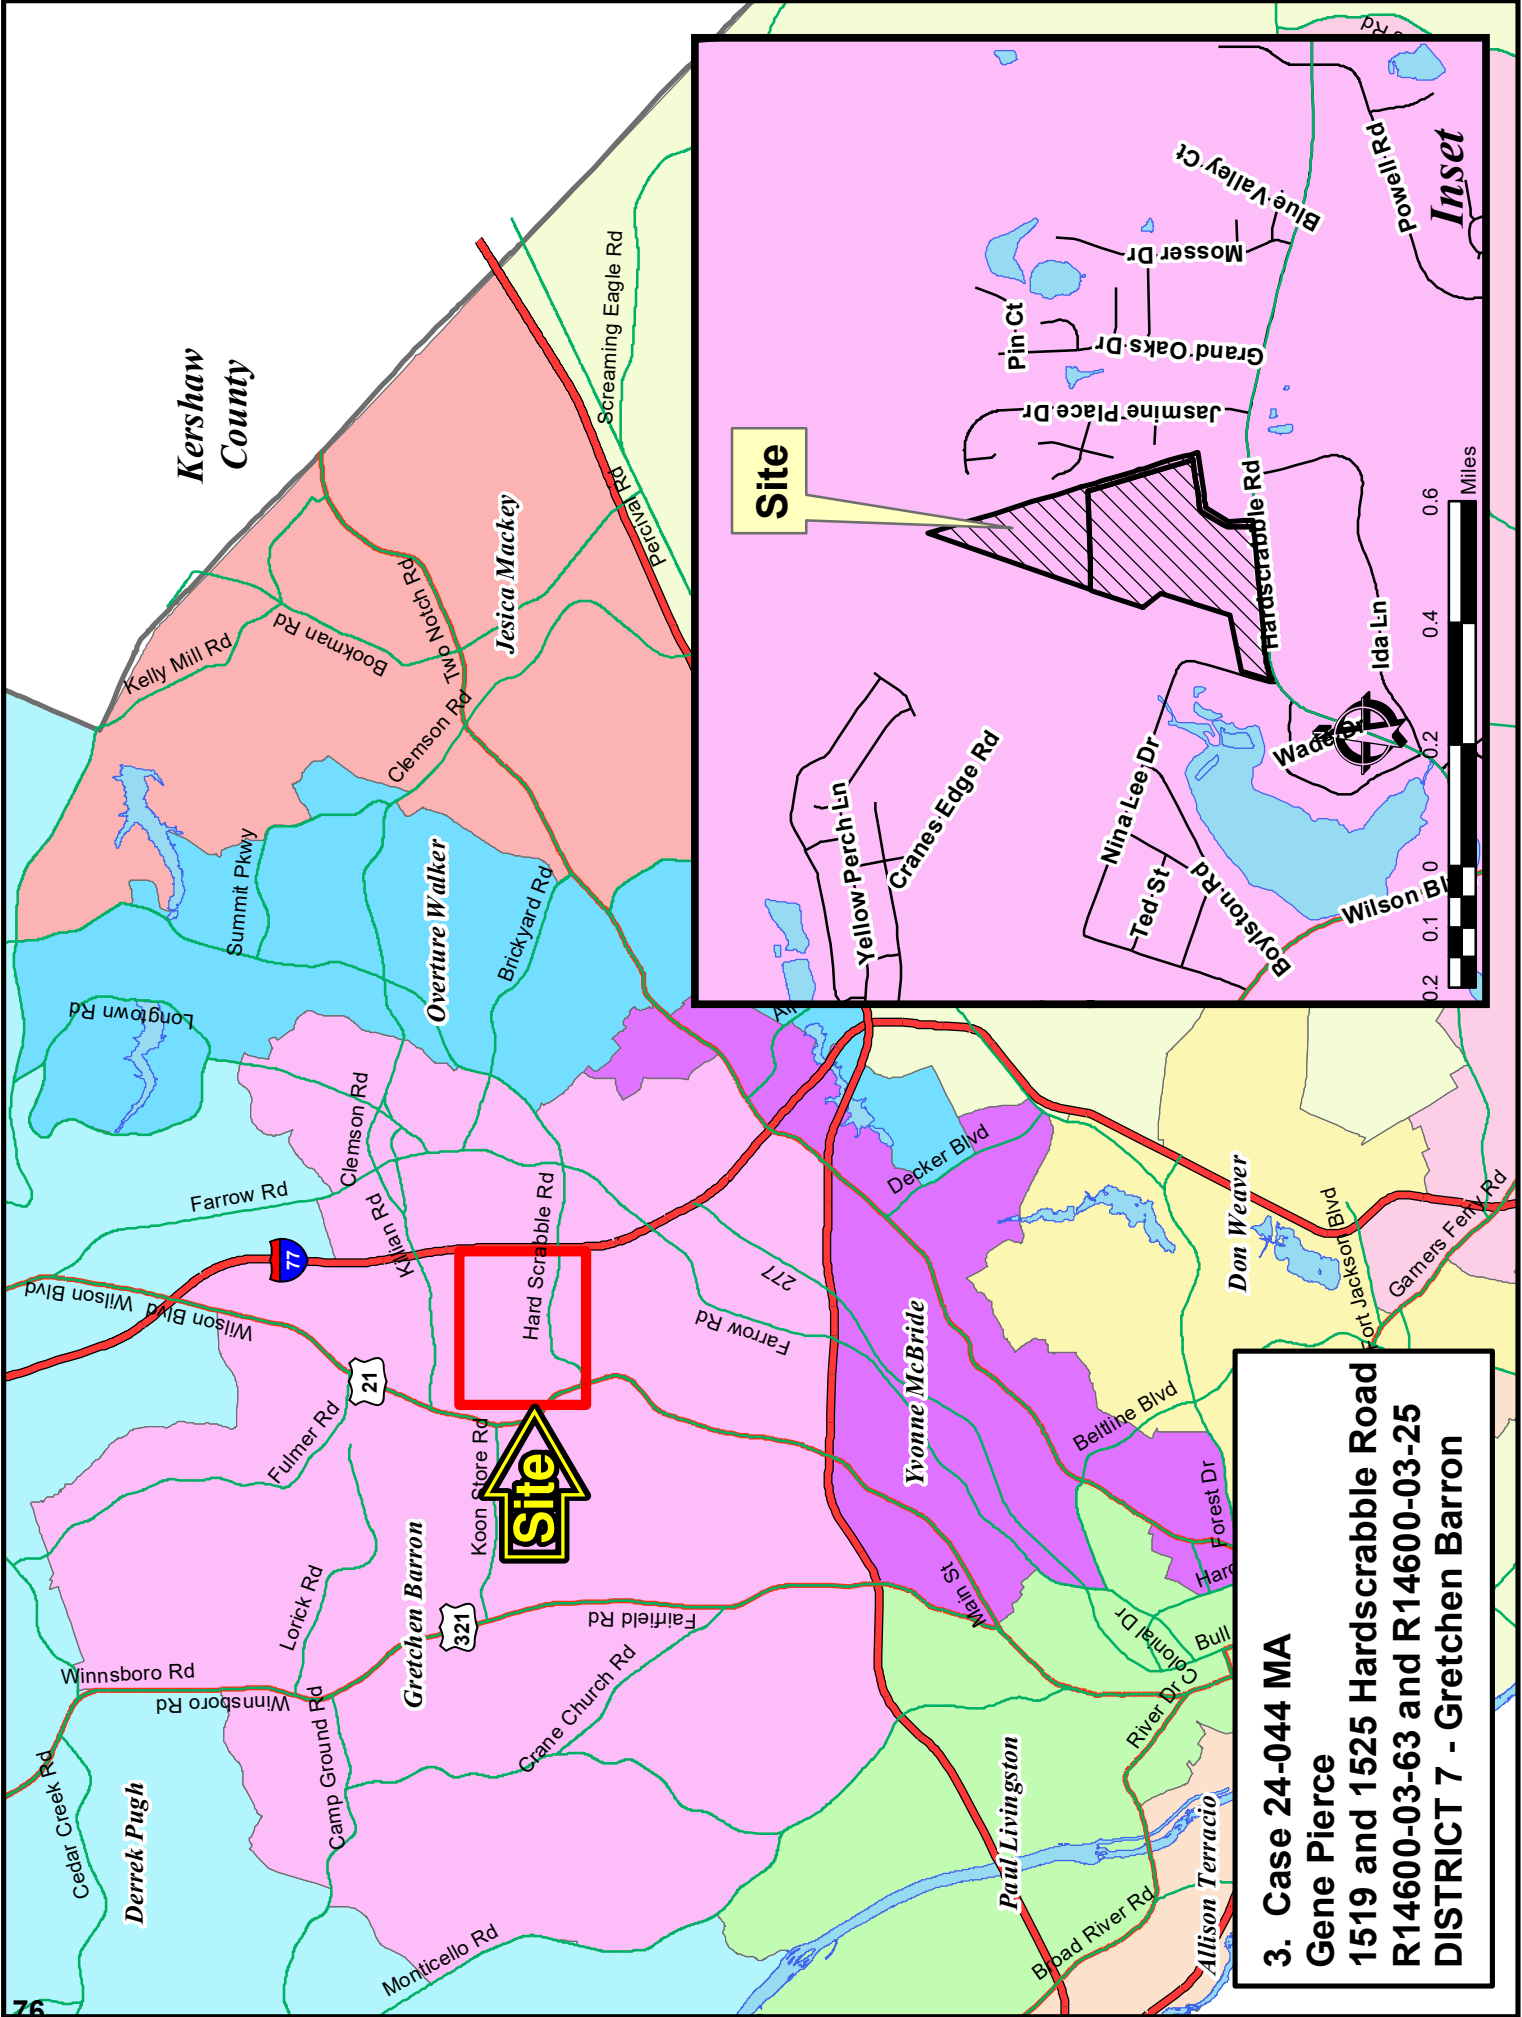 76
Kershaw
County
Derrek Pugh
Gretchen Barron
Overture Walker
Jesica Mackey
Yvonne McBride
Paul Livingston
Allison Terracio
Don Weaver
Cedar Creek Rd
Winnsboro Rd
Winnsboro Rd
Lorick Rd
Camp Ground Rd
Monticello Rd
Crane Church Rd
Fairfield Rd
321
Koon Store Rd
Fulmer Rd
21
Wilson Blvd
Wilson Blvd
Wilson Blvd
77
Farrow Rd
Killian Rd
Clemson Rd
Longtown Rd
Summit Pkwy
Brickyard Rd
Hard Scrabble Rd
Farrow Rd
277
Kelly Mill Rd
Bookman Rd
Two Notch Rd
Clemson Rd
Percival Rd
Screaming Eagle Rd
Decker Blvd
Beltline Blvd
Forest Dr
Fort Jackson Blvd
Garners Ferry Rd
Main St
Colonial Dr
Bull
River Dr
Broad River Rd
Site
Site
Pin Ct
Jasmine Place Dr
Grand Oaks Dr
Mosser Dr
Blue Valley Ct
Powell Rd
Hardscrabble Rd
Ida Ln
Wade Dr
Nina Lee Dr
Ted St
Boylston Rd
Yellow Perch Ln
Cranes Edge Rd
Inset
0.2 0.1 0 0.2 0.4 0.6
Miles
3. Case 24-044 MA
Gene Pierce
1519 and 1525 Hardscrabble Road
R14600-03-63 and R14600-03-25
DISTRICT 7 - Gretchen Barron